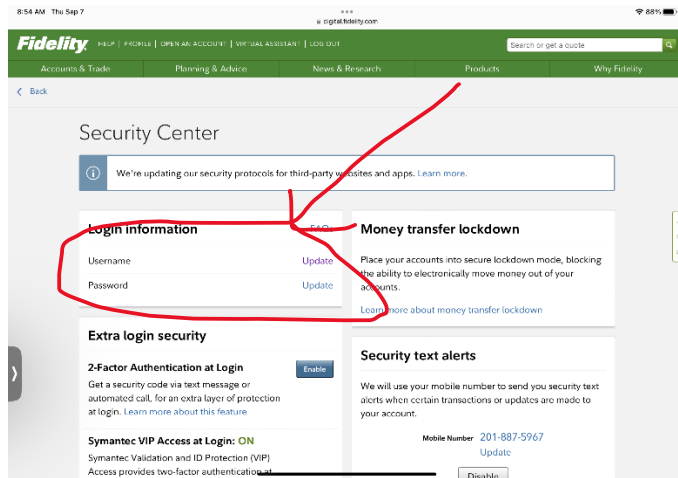 8:54 AM Thu Sep 7
88%
digital.fidelity.com
Fidelity HELP | PROFILE | OPEN AN ACCOUNT | VIRTUAL ASSISTANT | LOG OUT
Search or get a quote
Accounts & Trade Planning & Advice News & Research Products Why Fidelity
Back
Security Center
We're updating our security protocols for third-party websites and apps. Learn more.
Login information FAQs
Username Update
Password Update
Extra login security
2-Factor Authentication at Login Enable
Get a security code via text message or
automated call, for an extra layer of protection
at login. Learn more about this feature
Symantec VIP Access at Login: ON
Symantec Validation and ID Protection (VIP)
Access provides two-factor authentication at
Money transfer lockdown
Place your accounts into secure lockdown mode, blocking
the ability to electronically move money out of your
accounts.
Learn more about money transfer lockdown
Security text alerts
We will use your mobile number to send you security text
alerts when certain transactions or updates are made to
your account.
Mobile Number 201-887-5967
Update
Disable